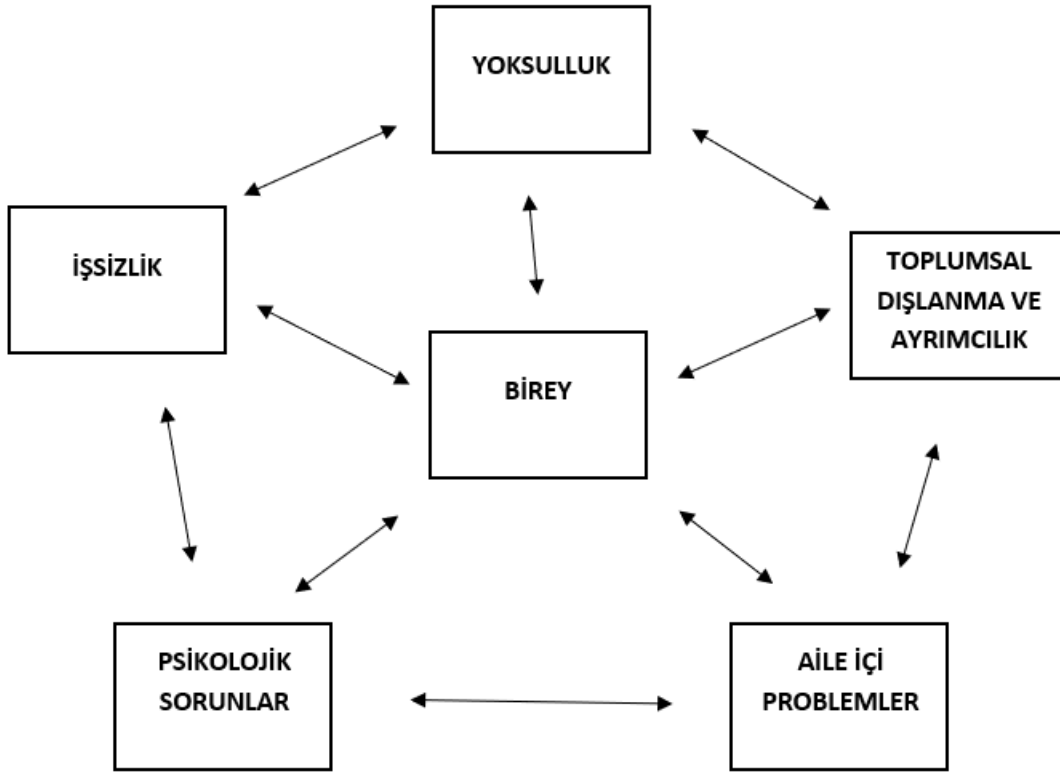 YOKSULLUK
İŞSİZLİK
TOPLUMSAL
DIŞLANMA VE
AYRIMCILIK
BİREY
PSİKOLOJİK
SORUNLAR
AİLE İÇİ
PROBLEMLER